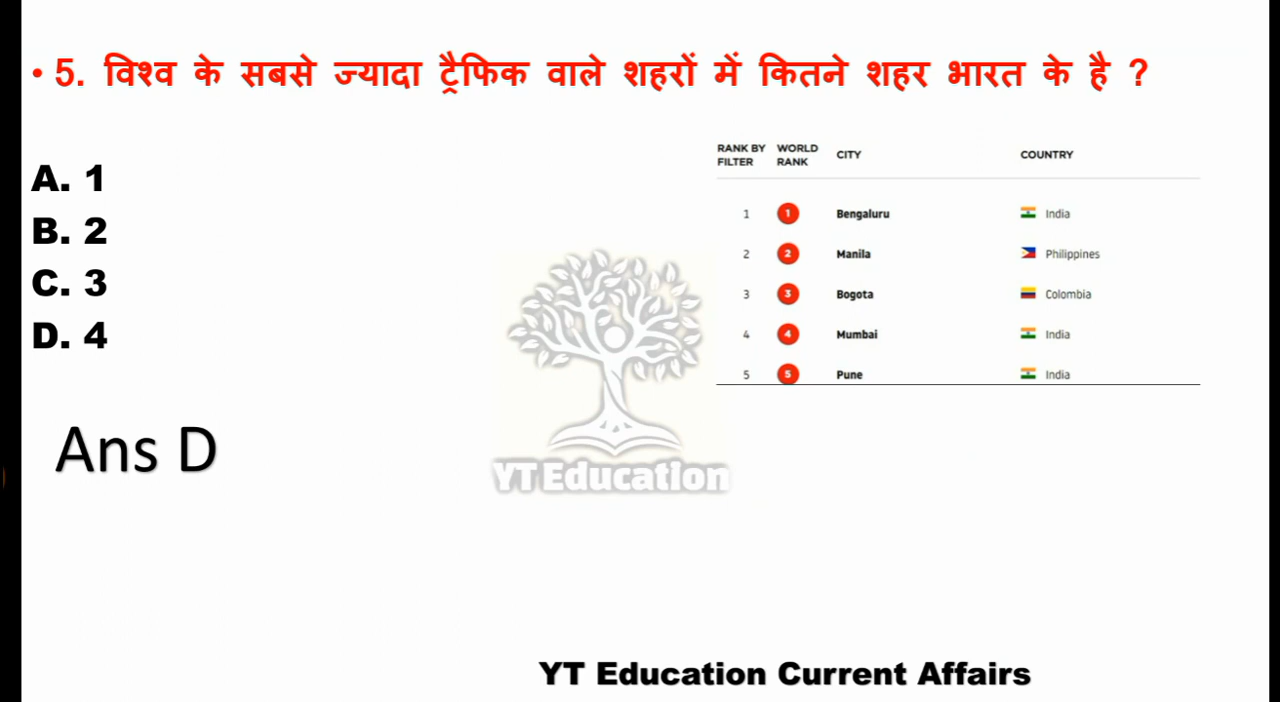 • 5. विश्व के सबसे ज्यादा ट्रैफिक वाले शहरों में कितने शहर भारत के है ?
A. 1
B. 2
C. 3
D. 4
Ans D
RANK BY FILTER WORLD RANK CITY COUNTRY
1 1 Bengaluru India
2 2 Manila Philippines
3 3 Bogota Colombia
4 4 Mumbai India
5 5 Pune India
YT Education
YT Education Current Affairs